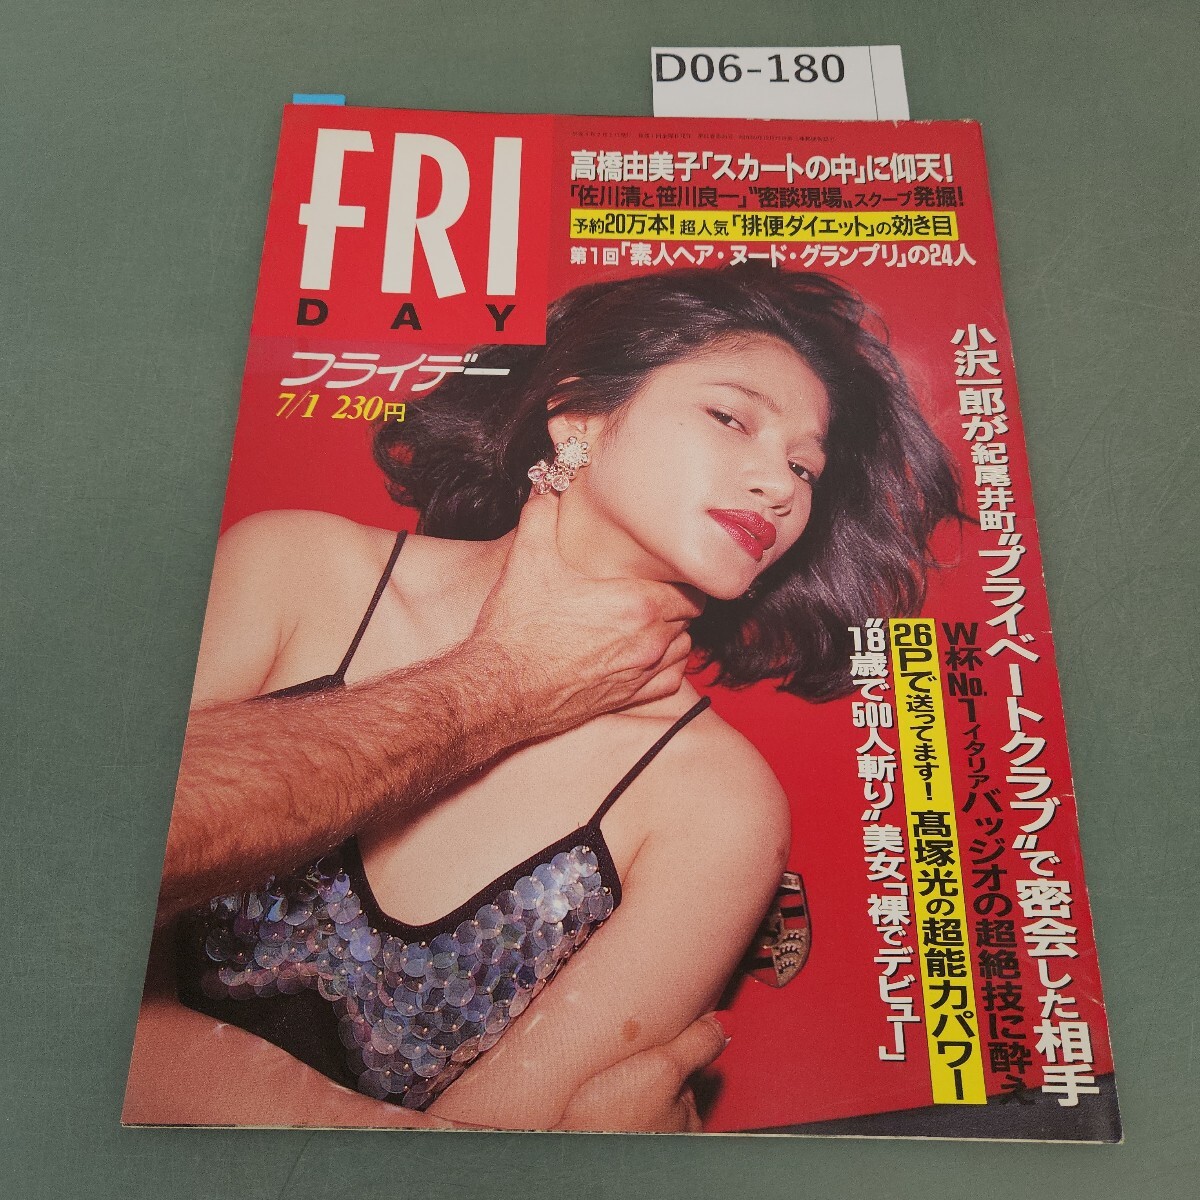 D06-180
FRI
DAY
フライデー
7/1 230円
高橋由美子「スカートの中」に仰天!
「佐川清と笹川良一」"密談現場"スクープ発掘!
予約20万本! 超人気「排便ダイエット」の効き目
第1回「素人ヘア・ヌード・グランプリ」の24人
小沢一郎が紀尾井町"プライベートクラブ"で密会した相手
W杯No.1イタリアバッジオの超絶技に酔え
26Pで送ってます! 髙塚光の超能力パワー
"18歳で500人斬り"美女「裸でデビュー」